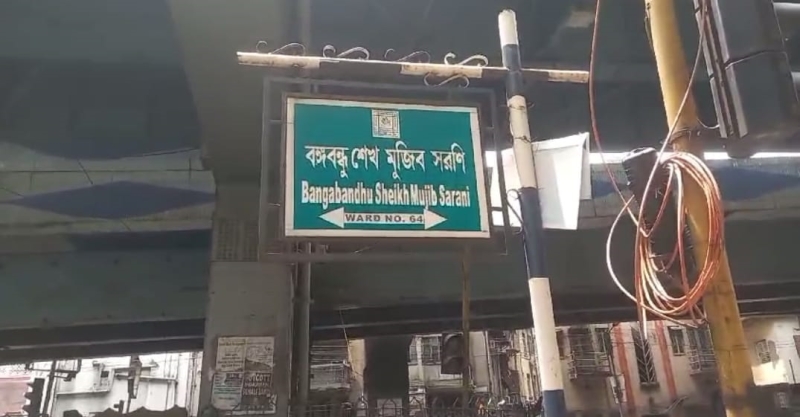 বঙ্গবন্ধু শেখ মুজিব সরণি
Bangabandhu Sheikh Mujib Sarani
WARD NO. 64